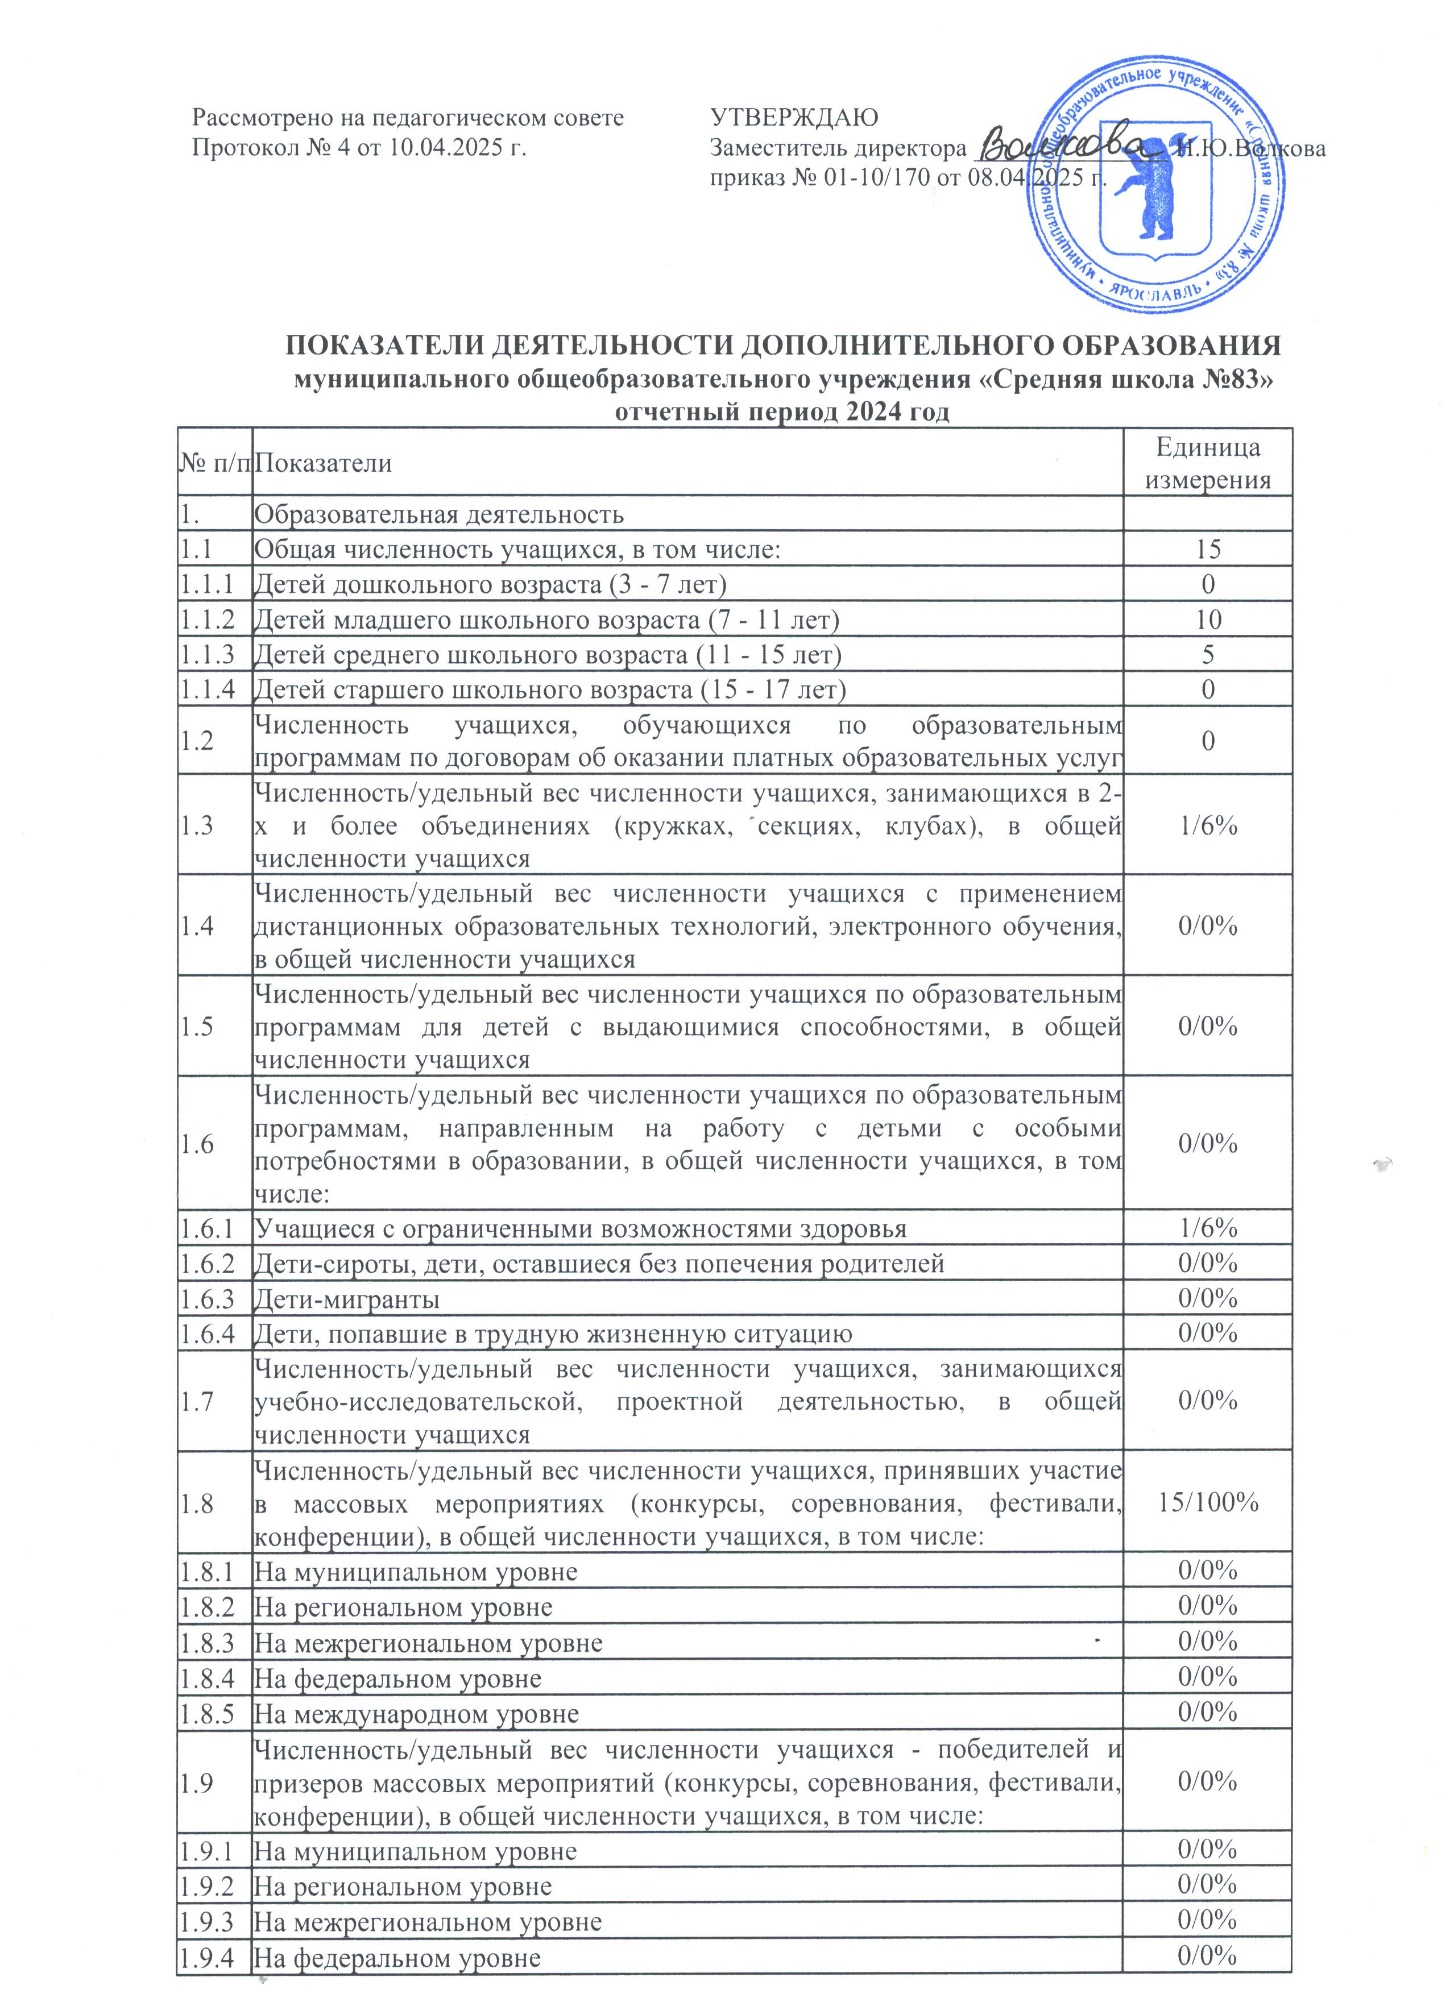 Рассмотрено на педагогическом совете
Протокол № 4 от 10.04.2025 г.
УТВЕРЖДАЮ
Заместитель директора Волкова Н.Ю.Волкова
приказ № 01-10/170 от 08.04.2025 г.
муниципальное общеобразовательное учреждение «Средняя школа № 83» • ЯРОСЛАВЛЬ •
ПОКАЗАТЕЛИ ДЕЯТЕЛЬНОСТИ ДОПОЛНИТЕЛЬНОГО ОБРАЗОВАНИЯ
муниципального общеобразовательного учреждения «Средняя школа №83»
отчетный период 2024 год
№ п/п Показатели Единица
измерения
1. Образовательная деятельность
1.1 Общая численность учащихся, в том числе: 15
1.1.1 Детей дошкольного возраста (3 - 7 лет) 0
1.1.2 Детей младшего школьного возраста (7 - 11 лет) 10
1.1.3 Детей среднего школьного возраста (11 - 15 лет) 5
1.1.4 Детей старшего школьного возраста (15 - 17 лет) 0
1.2 Численность учащихся, обучающихся по образовательным
программам по договорам об оказании платных образовательных услуг 0
1.3 Численность/удельный вес численности учащихся, занимающихся в 2-
х и более объединениях (кружках, секциях, клубах), в общей 1/6%
численности учащихся
1.4 Численность/удельный вес численности учащихся с применением
дистанционных образовательных технологий, электронного обучения, 0/0%
в общей численности учащихся
1.5 Численность/удельный вес численности учащихся по образовательным
программам для детей с выдающимися способностями, в общей 0/0%
численности учащихся
1.6 Численность/удельный вес численности учащихся по образовательным
программам, направленным на работу с детьми с особыми 0/0%
потребностями в образовании, в общей численности учащихся, в том
числе:
1.6.1 Учащиеся с ограниченными возможностями здоровья 1/6%
1.6.2 Дети-сироты, дети, оставшиеся без попечения родителей 0/0%
1.6.3 Дети-мигранты 0/0%
1.6.4 Дети, попавшие в трудную жизненную ситуацию 0/0%
1.7 Численность/удельный вес численности учащихся, занимающихся
учебно-исследовательской, проектной деятельностью, в общей 0/0%
численности учащихся
1.8 Численность/удельный вес численности учащихся, принявших участие
в массовых мероприятиях (конкурсы, соревнования, фестивали, 15/100%
конференции), в общей численности учащихся, в том числе:
1.8.1 На муниципальном уровне 0/0%
1.8.2 На региональном уровне 0/0%
1.8.3 На межрегиональном уровне 0/0%
1.8.4 На федеральном уровне 0/0%
1.8.5 На международном уровне 0/0%
1.9 Численность/удельный вес численности учащихся - победителей и
призеров массовых мероприятий (конкурсы, соревнования, фестивали, 0/0%
конференции), в общей численности учащихся, в том числе:
1.9.1 На муниципальном уровне 0/0%
1.9.2 На региональном уровне 0/0%
1.9.3 На межрегиональном уровне 0/0%
1.9.4 На федеральном уровне 0/0%